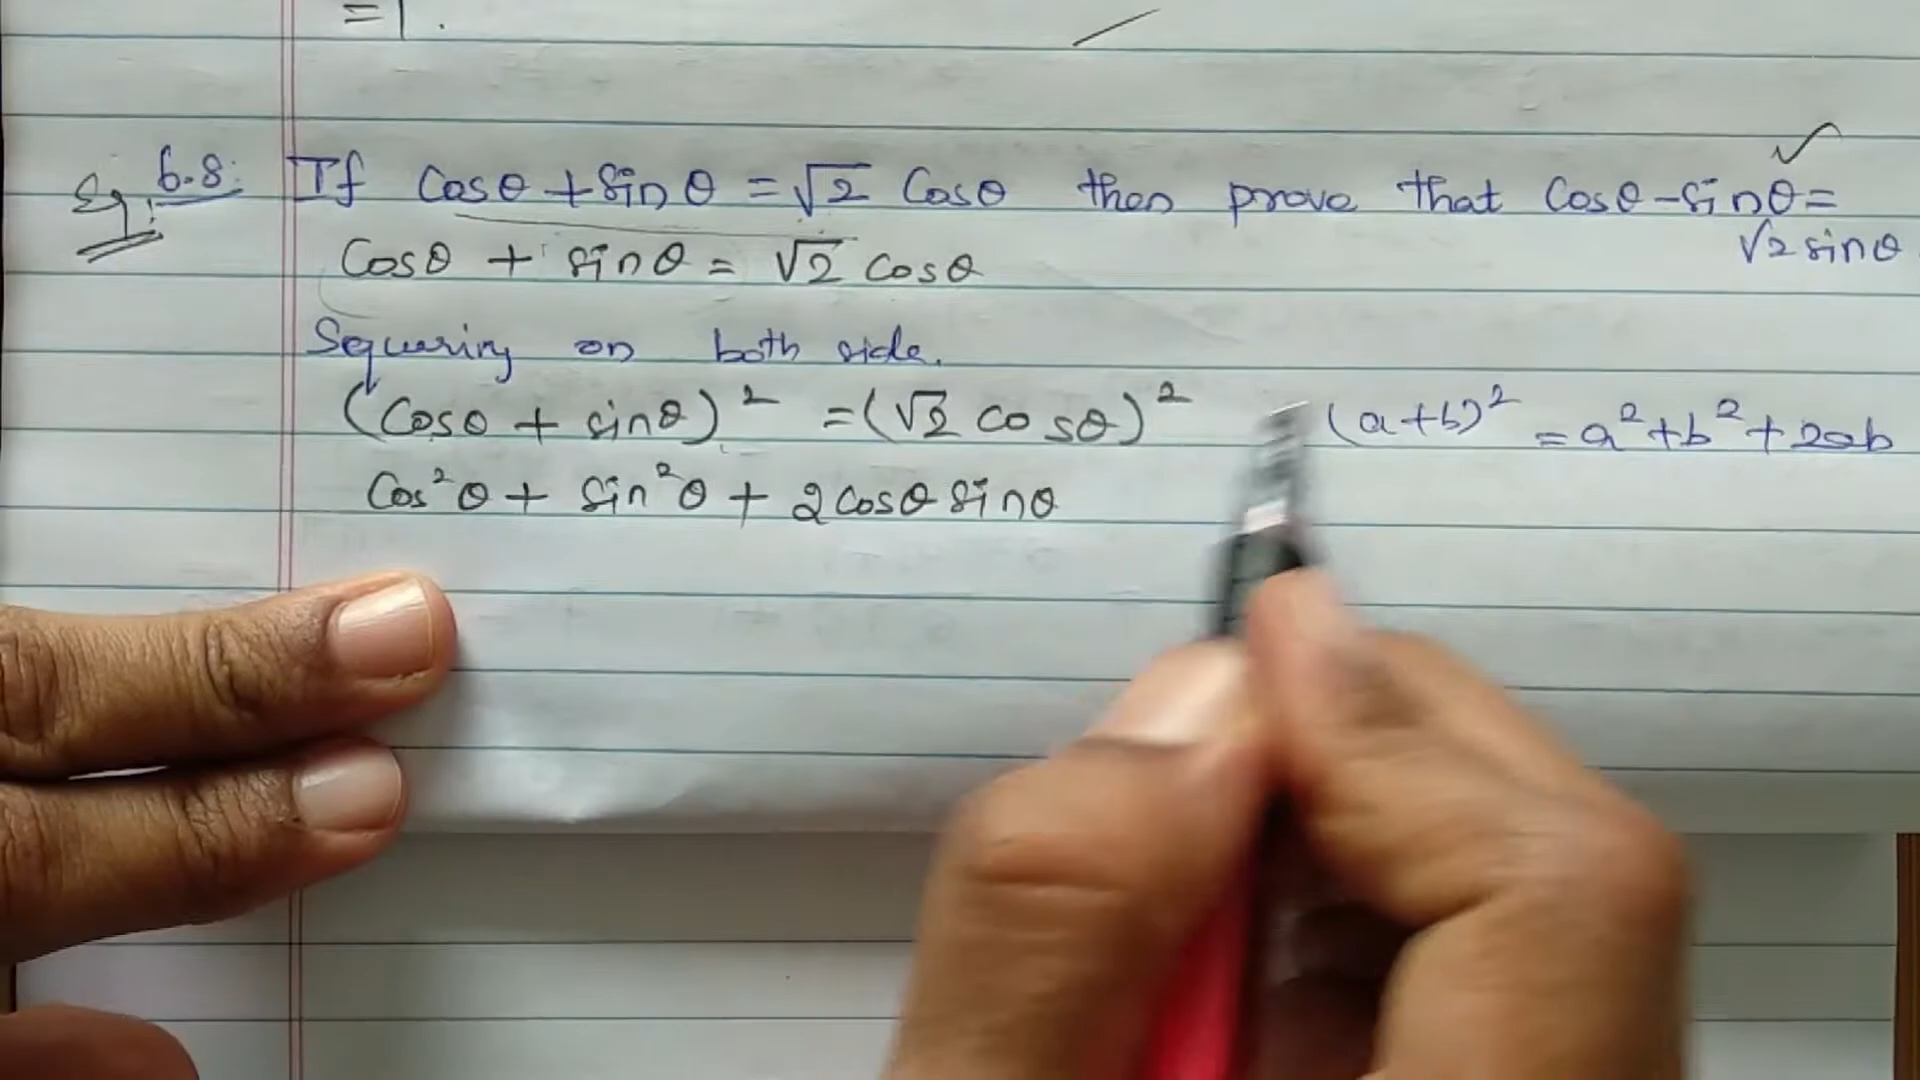 =1.
Eg: 6.8: If Cosθ + Sinθ = √2 Cosθ then prove that Cosθ - Sinθ =
√2 sinθ
Cosθ + sinθ = √2 cosθ
Squaring on both side.
(Cosθ + sinθ)² = (√2 cosθ)² (a+b)² = a²+b²+2ab
Cos²θ + Sin²θ + 2cosθ sinθ